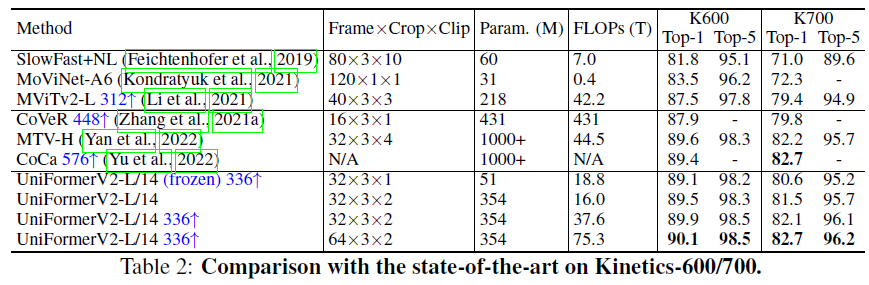 Method Frame×Crop×Clip Param. (M) FLOPs (T) K600 K700
Top-1 Top-5 Top-1 Top-5
SlowFast+NL (Feichtenhofer et al., 2019) 80×3×10 60 7.0 81.8 95.1 71.0 89.6
MoViNet-A6 (Kondratyuk et al., 2021) 120×1×1 31 0.4 83.5 96.2 72.3 -
MViTv2-L 312↑ (Li et al., 2021) 40×3×3 218 42.2 87.5 97.8 79.4 94.9
CoVeR 448↑ (Zhang et al., 2021a) 16×3×1 431 431 87.9 - 79.8 -
MTV-H (Yan et al., 2022) 32×3×4 1000+ 44.5 89.6 98.3 82.2 95.7
CoCa 576↑ (Yu et al., 2022) N/A 1000+ N/A 89.4 - 82.7 -
UniFormerV2-L/14 (frozen) 336↑ 32×3×1 51 18.8 89.1 98.2 80.6 95.2
UniFormerV2-L/14 32×3×2 354 16.0 89.5 98.3 81.5 95.7
UniFormerV2-L/14 336↑ 32×3×2 354 37.6 89.9 98.5 82.1 96.1
UniFormerV2-L/14 336↑ 64×3×2 354 75.3 90.1 98.5 82.7 96.2
Table 2: Comparison with the state-of-the-art on Kinetics-600/700.